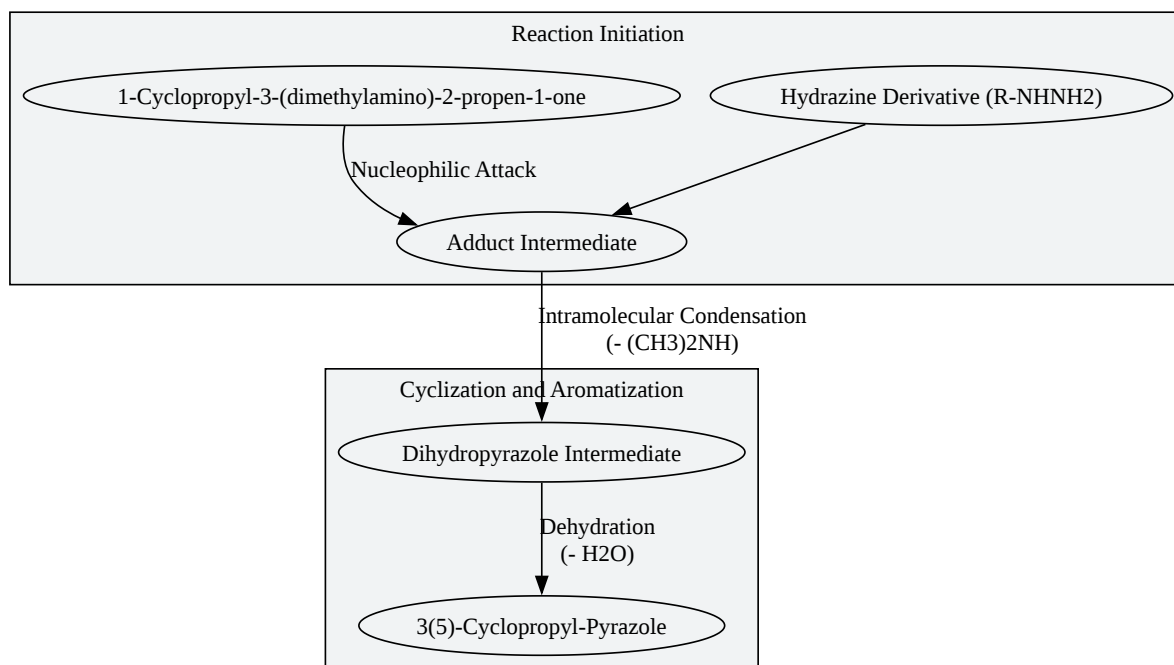 Reaction Initiation
1-Cyclopropyl-3-(dimethylamino)-2-propen-1-one
Hydrazine Derivative (R-NHNH2)
Nucleophilic Attack
Adduct Intermediate
Intramolecular Condensation
(- (CH3)2NH)
Cyclization and Aromatization
Dihydropyrazole Intermediate
Dehydration
(- H2O)
3(5)-Cyclopropyl-Pyrazole